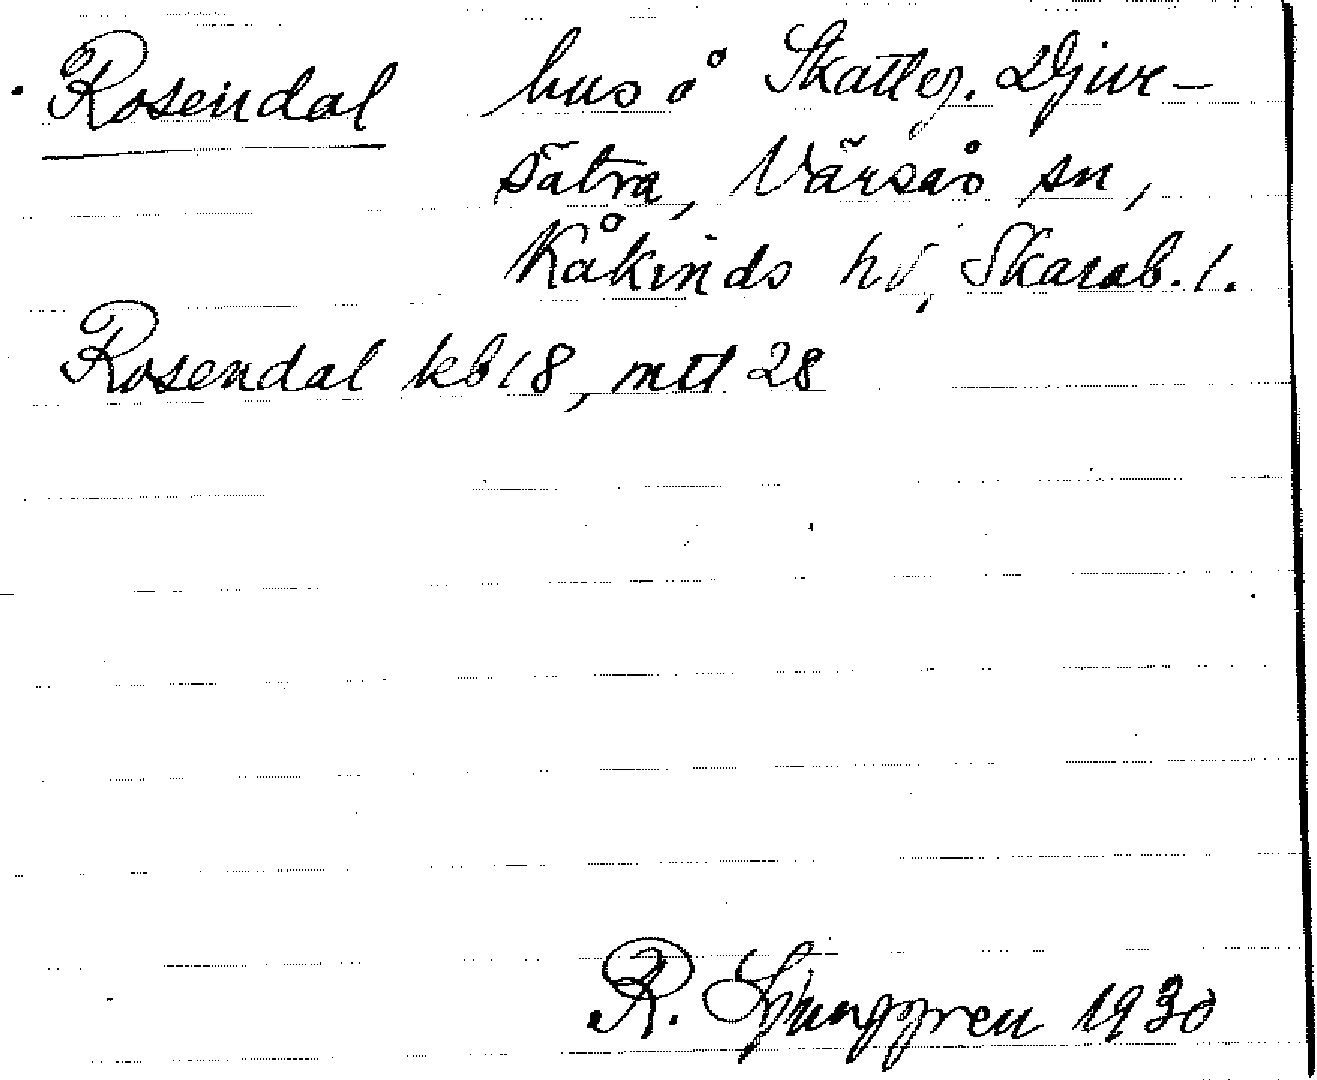 Rosendal hus å Skatteg. Djur-
sätra, Värsås sn,
Kåkinds hd, Skarab. l.
Rosendal kb 18, mtl 28
R. Ljunggren 1930